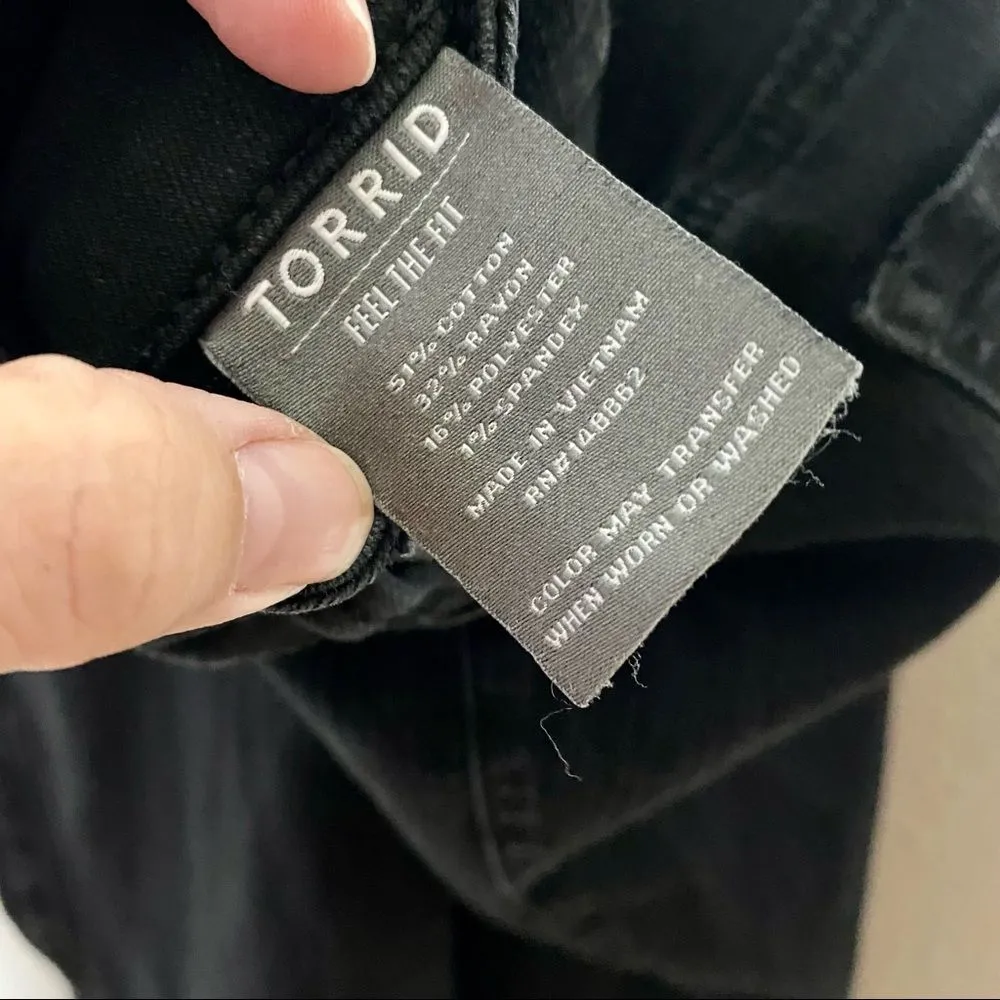 TORRID
FEEL THE FIT
51% COTTON
32% RAYON
16% POLYESTER
1% SPANDEX
MADE IN VIETNAM
RN#148862
COLOR MAY TRANSFER
WHEN WORN OR WASHED